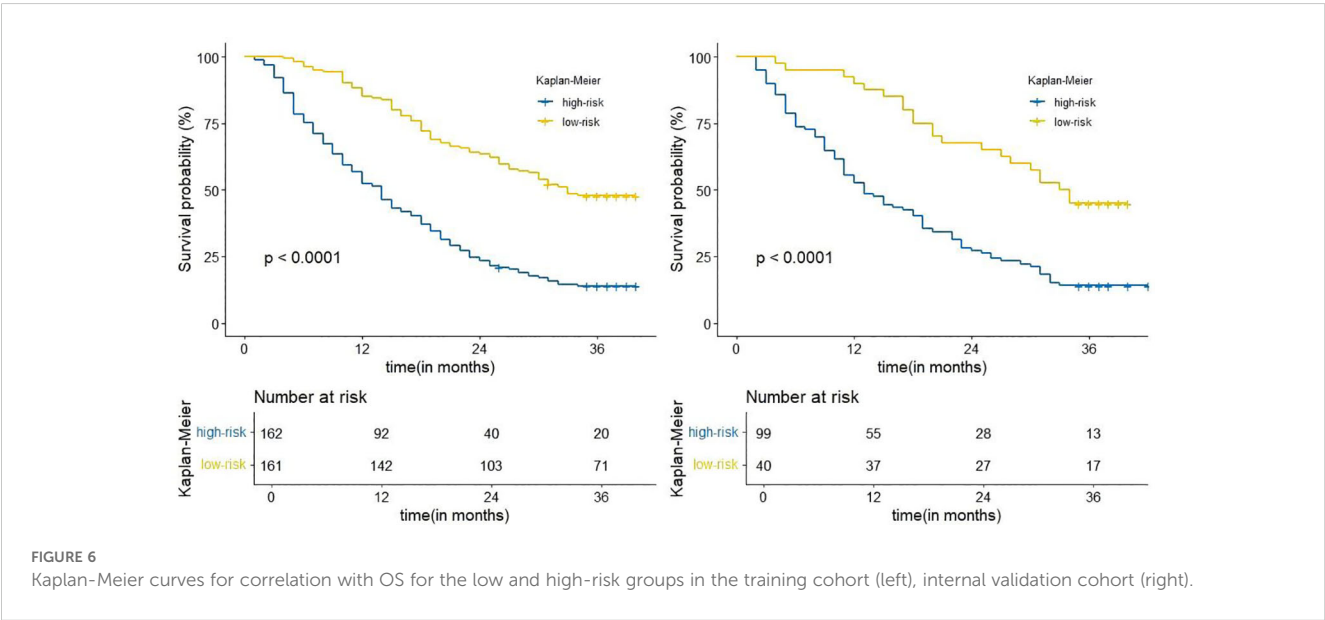 100
75
50
25
0
Survival probability (%)
Kaplan-Meier
high-risk
low-risk
p < 0.0001
0 12 24 36
time(in months)
Number at risk
Kaplan-Meier
high-risk 162 92 40 20
low-risk 161 142 103 71
0 12 24 36
time(in months)
100
75
50
25
0
Survival probability (%)
Kaplan-Meier
high-risk
low-risk
p < 0.0001
0 12 24 36
time(in months)
Number at risk
Kaplan-Meier
high-risk 99 55 28 13
low-risk 40 37 27 17
0 12 24 36
time(in months)
FIGURE 6
Kaplan-Meier curves for correlation with OS for the low and high-risk groups in the training cohort (left), internal validation cohort (right).